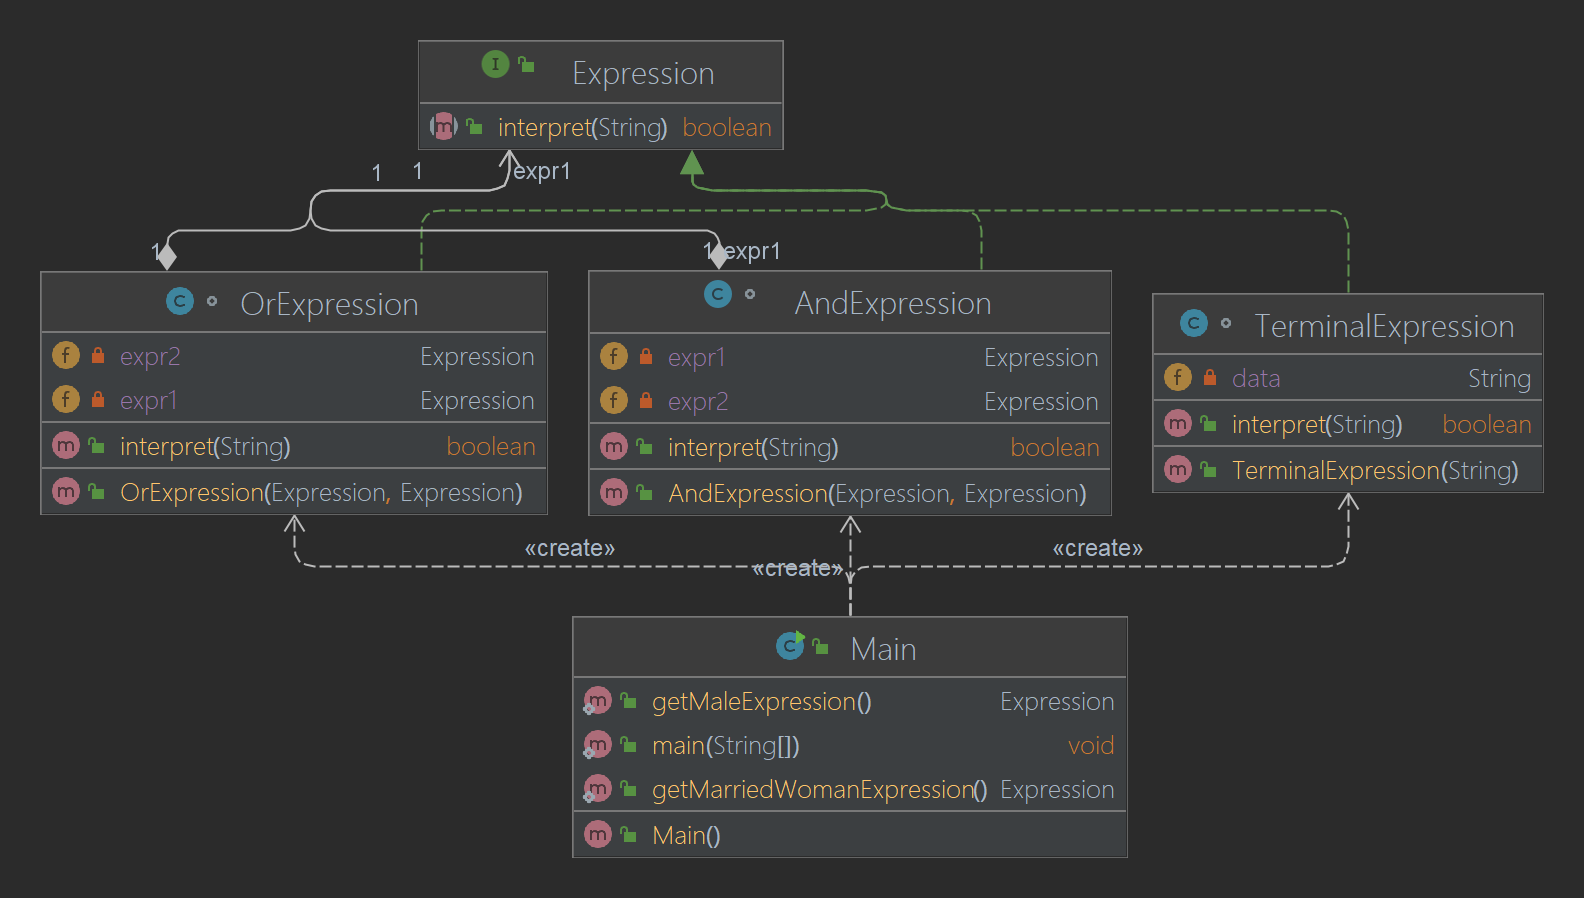 Expression
interpret(String) boolean
1 1 expr1
1
1 expr1
OrExpression
expr2 Expression
expr1 Expression
interpret(String) boolean
OrExpression(Expression, Expression)
AndExpression
expr1 Expression
expr2 Expression
interpret(String) boolean
AndExpression(Expression, Expression)
TerminalExpression
data String
interpret(String) boolean
TerminalExpression(String)
«create»
«create»
«create»
Main
getMaleExpression() Expression
main(String[]) void
getMarriedWomanExpression() Expression
Main()